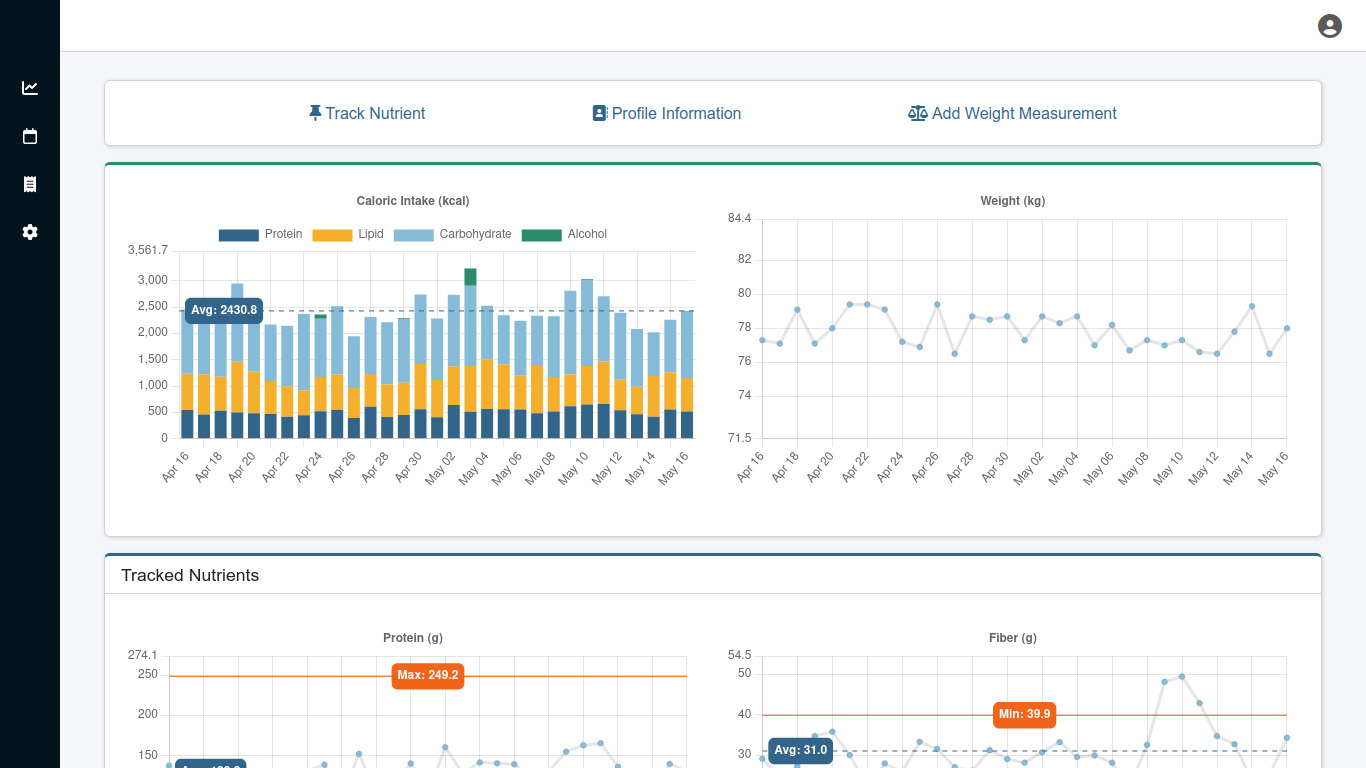 Track Nutrient
Profile Information
Add Weight Measurement
Caloric Intake (kcal)
Protein
Lipid
Carbohydrate
Alcohol
3,561.7
3,000
2,500
2,000
1,500
1,000
500
0
Avg: 2430.8
Apr 16
Apr 18
Apr 20
Apr 22
Apr 24
Apr 26
Apr 28
Apr 30
May 02
May 04
May 06
May 08
May 10
May 12
May 14
May 16
Weight (kg)
84.4
82
80
78
76
74
71.5
Apr 16
Apr 18
Apr 20
Apr 22
Apr 24
Apr 26
Apr 28
Apr 30
May 02
May 04
May 06
May 08
May 10
May 12
May 14
May 16
Tracked Nutrients
Protein (g)
274.1
250
200
150
Max: 249.2
Fiber (g)
54.5
50
40
30
Min: 39.9
Avg: 31.0